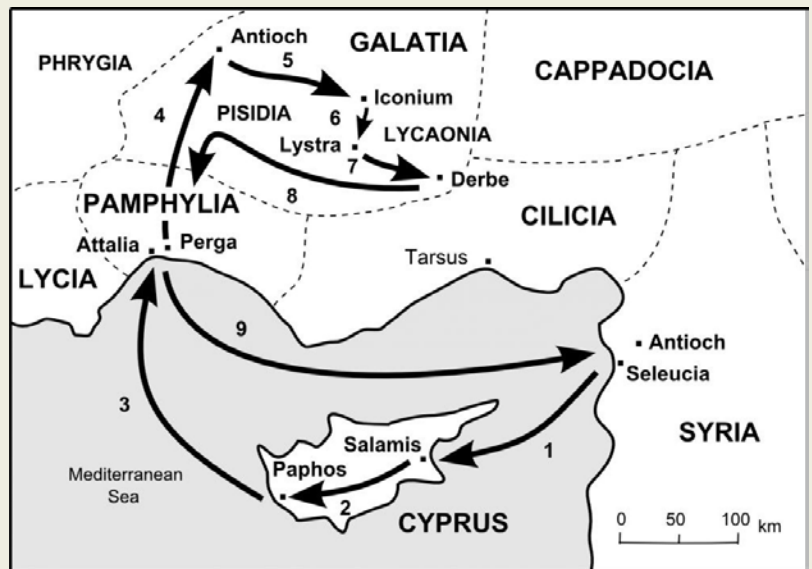 Antioch
5
GALATIA
PHRYGIA
CAPPADOCIA
4
PISIDIA
Iconium
6
Lystra
LYCAONIA
7
Derbe
8
PAMPHYLIA
CILICIA
Attalia
Perga
Tarsus
LYCIA
9
Antioch
Seleucia
3
SYRIA
1
Salamis
Paphos
Mediterranean
Sea
2
CYPRUS
0 50 100 km